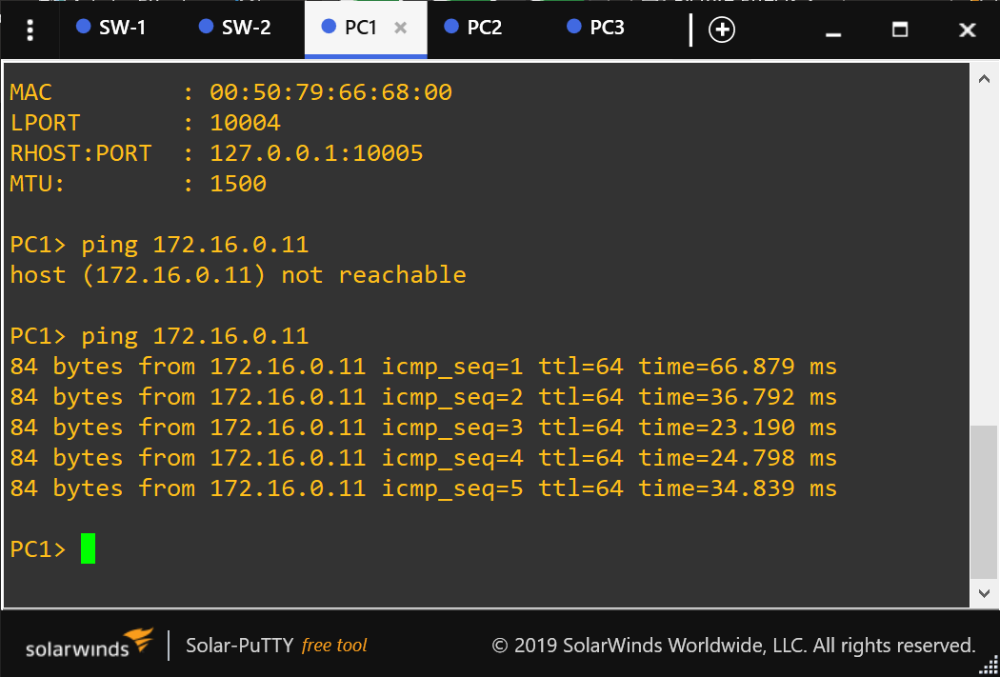 SW-1 SW-2 PC1 PC2 PC3
MAC : 00:50:79:66:68:00
LPORT : 10004
RHOST:PORT : 127.0.0.1:10005
MTU: : 1500
PC1> ping 172.16.0.11
host (172.16.0.11) not reachable
PC1> ping 172.16.0.11
84 bytes from 172.16.0.11 icmp_seq=1 ttl=64 time=66.879 ms
84 bytes from 172.16.0.11 icmp_seq=2 ttl=64 time=36.792 ms
84 bytes from 172.16.0.11 icmp_seq=3 ttl=64 time=23.190 ms
84 bytes from 172.16.0.11 icmp_seq=4 ttl=64 time=24.798 ms
84 bytes from 172.16.0.11 icmp_seq=5 ttl=64 time=34.839 ms
PC1>
solarwinds Solar-PuTTY free tool © 2019 SolarWinds Worldwide, LLC. All rights reserved.